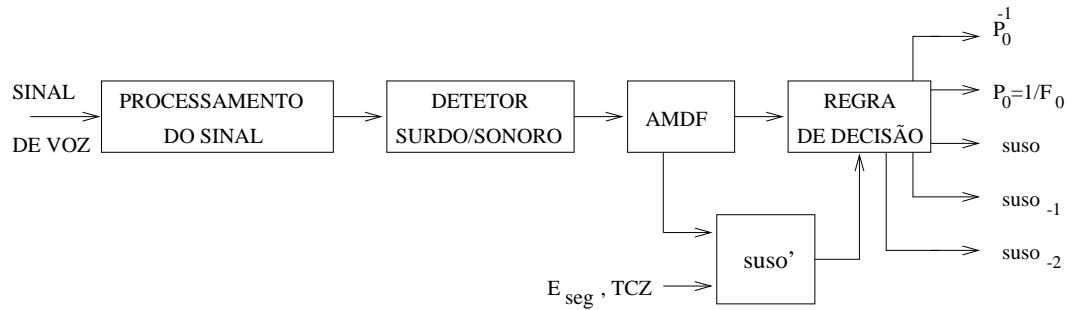 SINAL
DE VOZ
PROCESSAMENTO
DO SINAL
DETETOR
SURDO/SONORO
AMDF
REGRA
DE DECISÃO
suso’
E seg , TCZ
P0 -1
P0=1/F0
suso
suso -1
suso -2